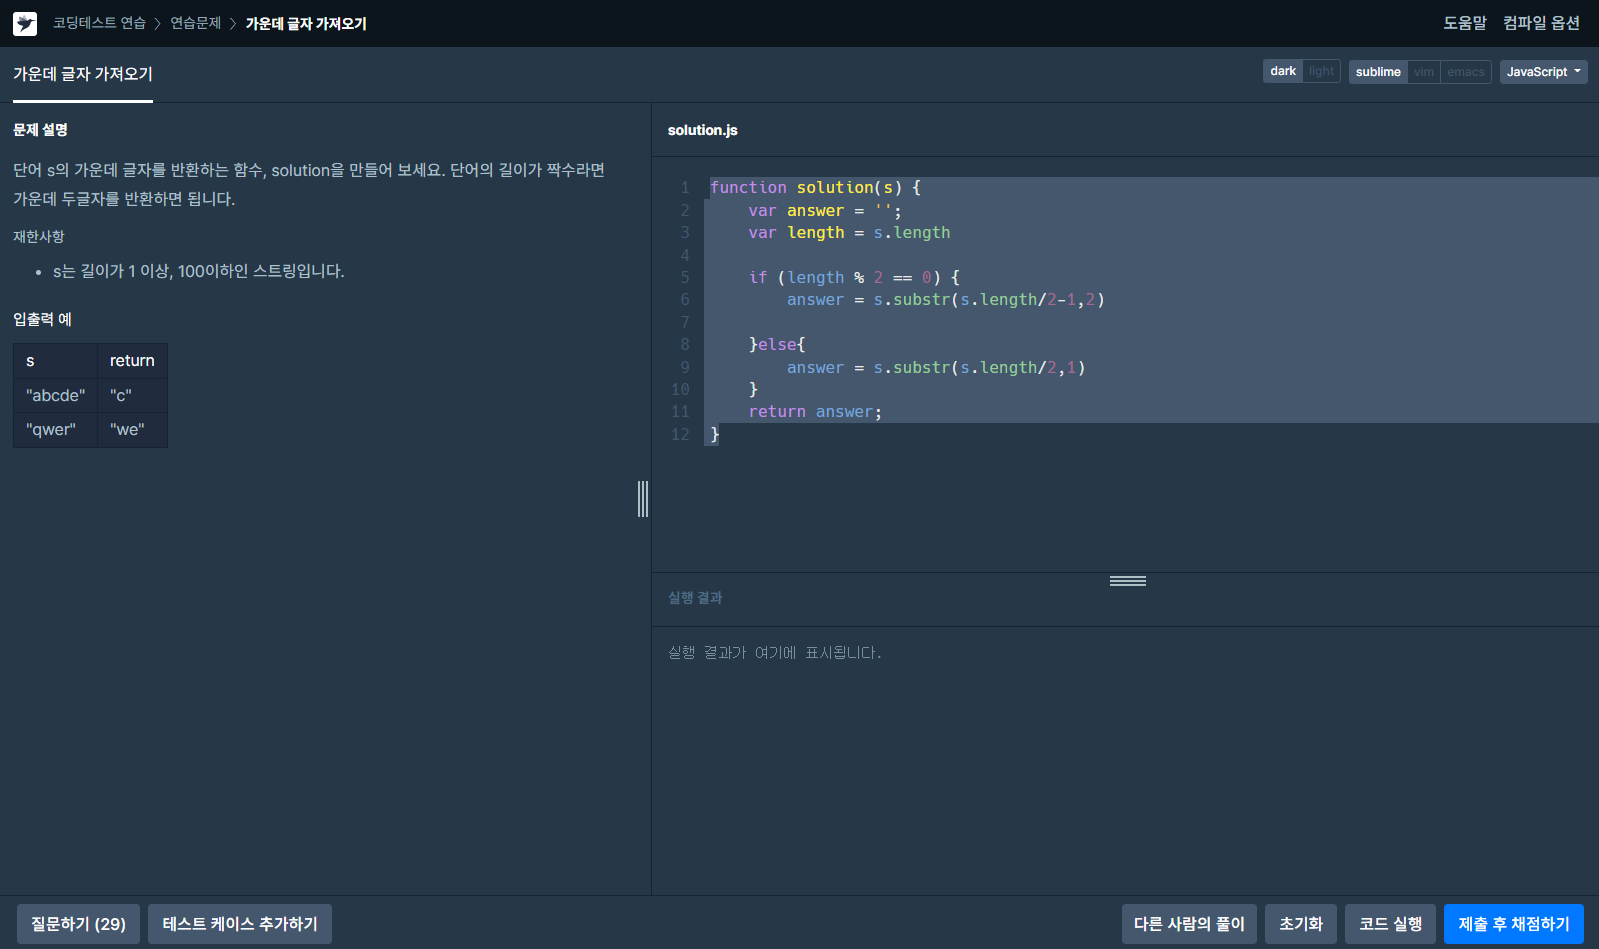 코딩테스트 연습 > 연습문제 > 가운데 글자 가져오기
도움말 컴파일 옵션
가운데 글자 가져오기
dark light sublime vim emacs JavaScript
문제 설명
단어 s의 가운데 글자를 반환하는 함수, solution을 만들어 보세요. 단어의 길이가 짝수라면
가운데 두글자를 반환하면 됩니다.
재한사항
• s는 길이가 1 이상, 100이하인 스트링입니다.
입출력 예
s return
"abcde" "c"
"qwer" "we"
solution.js
1 function solution(s) {
2     var answer = '';
3     var length = s.length
4
5     if (length % 2 == 0) {
6         answer = s.substr(s.length/2-1,2)
7
8     }else{
9         answer = s.substr(s.length/2,1)
10     }
11     return answer;
12 }
실행 결과
실행 결과가 여기에 표시됩니다.
질문하기 (29) 테스트 케이스 추가하기
다른 사람의 풀이 초기화 코드 실행 제출 후 채점하기